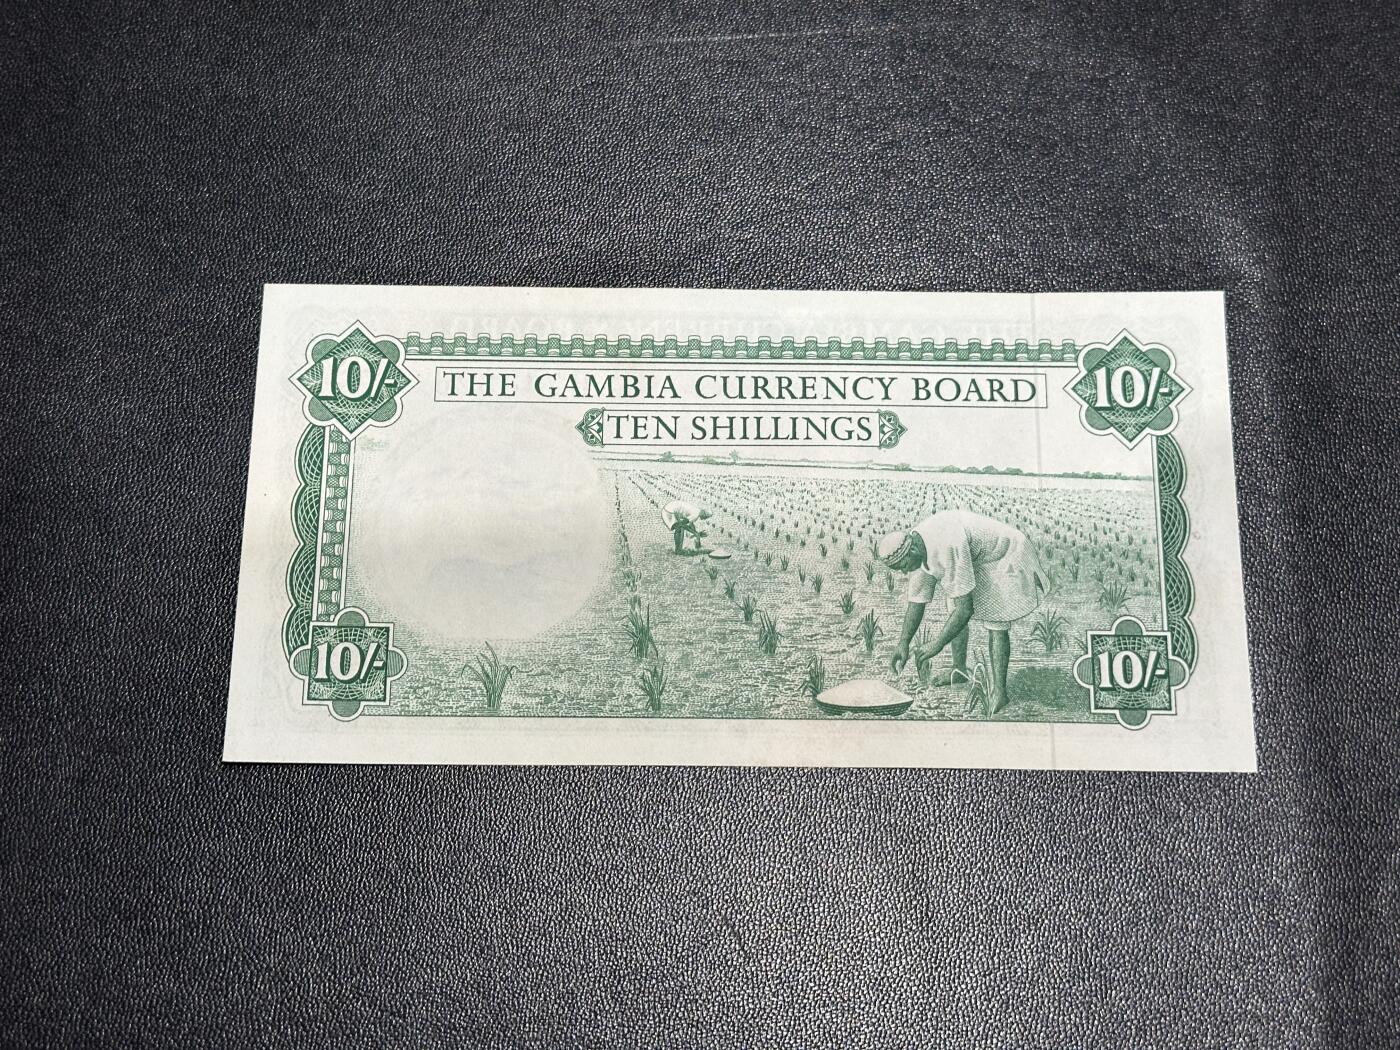 10/-
10/-
THE GAMBIA CURRENCY BOARD
TEN SHILLINGS
10/-
10/-